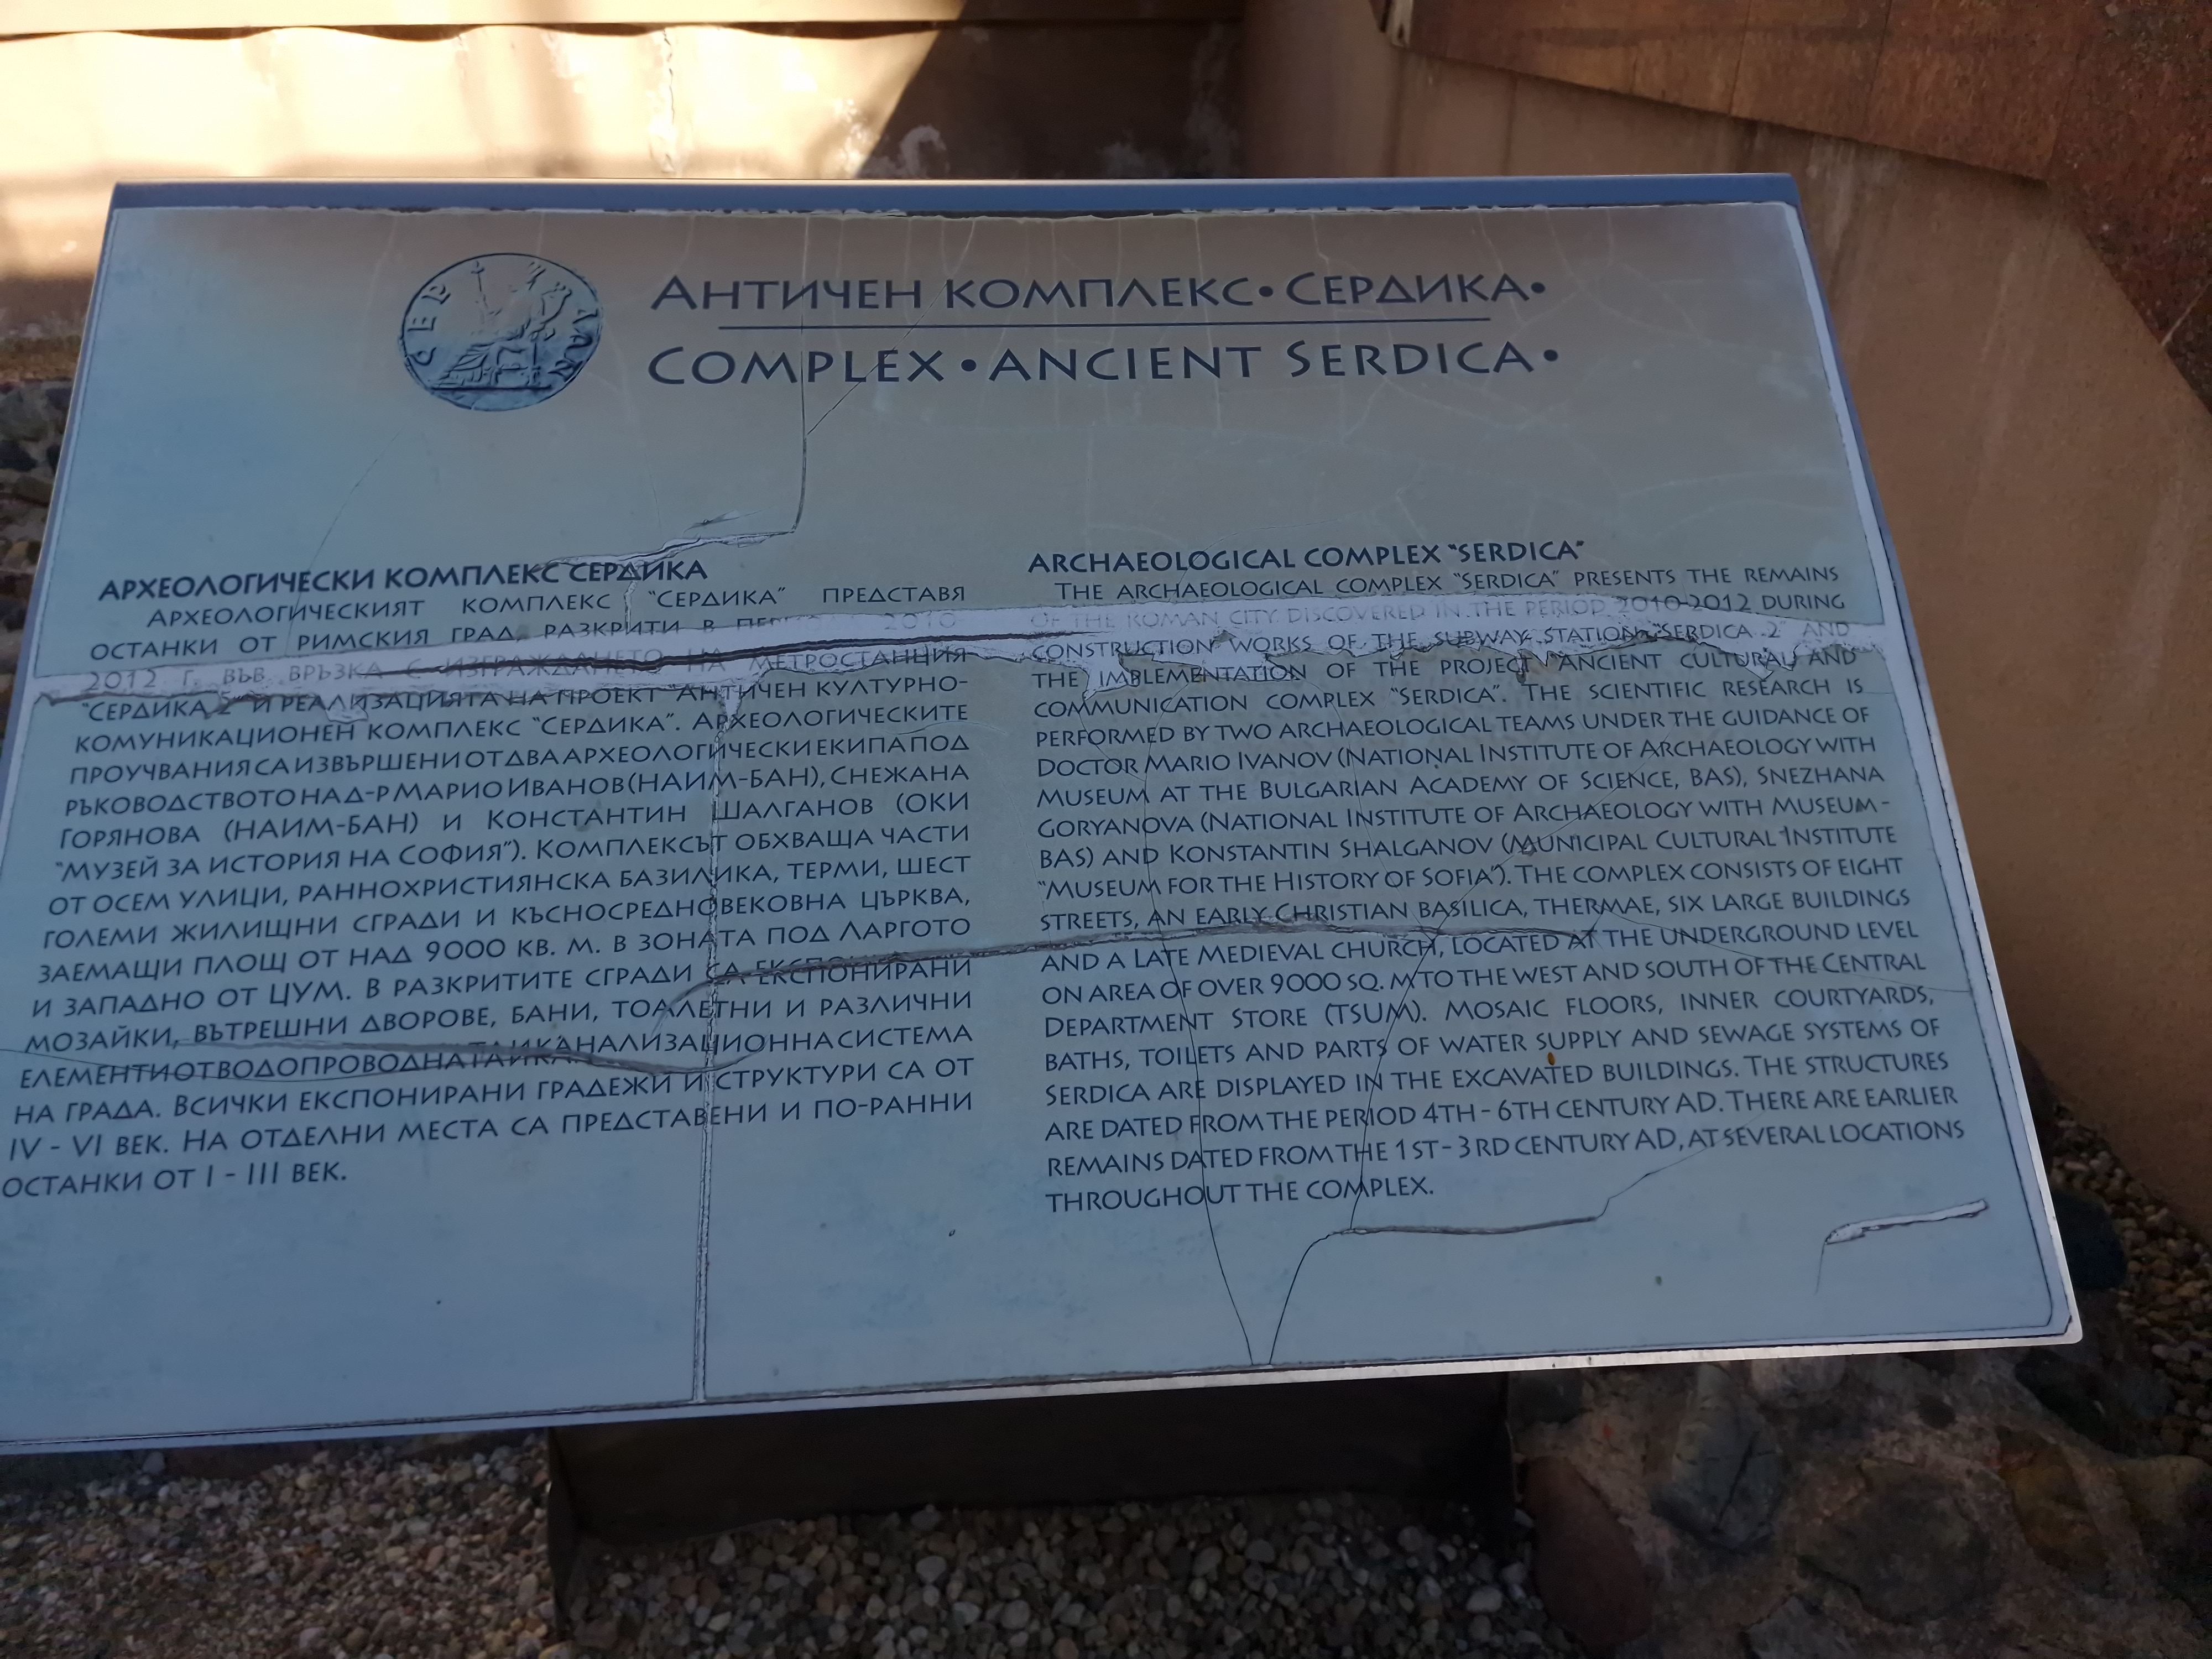 АНТИЧЕН КОМПЛЕКС•СЕРДИКА•
COMPLEX•ANCIENT SERDICA•
АРХЕОЛОГИЧЕСКИ КОМПЛЕКС СЕРДИКА
АРХЕОЛОГИЧЕСКИЯТ КОМПЛЕКС "СЕРДИКА" ПРЕДСТАВЯ
ОСТАНКИ ОТ РИМСКИЯ ГРАД, РАЗКРИТИ В ПЕРИОДА 2010-
2012 Г. ВЪВ ВРЪЗКА С ИЗГРАЖДАНЕТО НА МЕТРОСТАНЦИЯ
"СЕРДИКА 2" И РЕАЛИЗАЦИЯТА НА ПРОЕКТ "АНТИЧЕН КУЛТУРНО-
КОМУНИКАЦИОНЕН КОМПЛЕКС "СЕРДИКА". АРХЕОЛОГИЧЕСКИТЕ
ПРОУЧВАНИЯ СА ИЗВЪРШЕНИ ОТ ДВА АРХЕОЛОГИЧЕСКИ ЕКИПА ПОД
РЪКОВОДСТВОТО НА Д-Р МАРИО ИВАНОВ (НАИМ-БАН), СНЕЖАНА
ГОРЯНОВА (НАИМ-БАН) И КОНСТАНТИН ШАЛГАНОВ (ОКИ
"МУЗЕЙ ЗА ИСТОРИЯ НА СОФИЯ"). КОМПЛЕКСЪТ ОБХВАЩА ЧАСТИ
ОТ ОСЕМ УЛИЦИ, РАННОХРИСТИЯНСКА БАЗИЛИКА, ТЕРМИ, ШЕСТ
ГОЛЕМИ ЖИЛИЩНИ СГРАДИ И КЪСНОСРЕДНОВЕКОВНА ЦЪРКВА,
ЗАЕМАЩИ ПЛОЩ ОТ НАД 9000 КВ. М. В ЗОНАТА ПОД ЛАРГОТО
И ЗАПАДНО ОТ ЦУМ. В РАЗКРИТИТЕ СГРАДИ СА ЕКСПОНИРАНИ
МОЗАЙКИ, ВЪТРЕШНИ ДВОРОВЕ, БАНИ, ТОАЛЕТНИ И РАЗЛИЧНИ
ЕЛЕМЕНТИ ОТ ВОДОПРОВОДНАТА И КАНАЛИЗАЦИОННА СИСТЕМА
НА ГРАДА. ВСИЧКИ ЕКСПОНИРАНИ ГРАДЕЖИ И СТРУКТУРИ СА ОТ
IV - VI ВЕК. НА ОТДЕЛНИ МЕСТА СА ПРЕДСТАВЕНИ И ПО-РАННИ
ОСТАНКИ ОТ I - III ВЕК.
ARCHAEOLOGICAL COMPLEX "SERDICA"
THE ARCHAEOLOGICAL COMPLEX "SERDICA" PRESENTS THE REMAINS
OF THE ROMAN CITY DISCOVERED IN THE PERIOD 2010-2012 DURING
CONSTRUCTION WORKS OF THE SUBWAY STATION "SERDICA 2" AND
THE IMPLEMENTATION OF THE PROJECT "ANCIENT CULTURAL AND
COMMUNICATION COMPLEX "SERDICA". THE SCIENTIFIC RESEARCH IS
PERFORMED BY TWO ARCHAEOLOGICAL TEAMS UNDER THE GUIDANCE OF
DOCTOR MARIO IVANOV (NATIONAL INSTITUTE OF ARCHAEOLOGY WITH
MUSEUM AT THE BULGARIAN ACADEMY OF SCIENCE, BAS), SNEZHANA
GORYANOVA (NATIONAL INSTITUTE OF ARCHAEOLOGY WITH MUSEUM -
BAS) AND KONSTANTIN SHALGANOV (MUNICIPAL CULTURAL INSTITUTE
"MUSEUM FOR THE HISTORY OF SOFIA"). THE COMPLEX CONSISTS OF EIGHT
STREETS, AN EARLY CHRISTIAN BASILICA, THERMAE, SIX LARGE BUILDINGS
AND A LATE MEDIEVAL CHURCH, LOCATED AT THE UNDERGROUND LEVEL
ON AREA OF OVER 9000 SQ. M TO THE WEST AND SOUTH OF THE CENTRAL
DEPARTMENT STORE (TSUM). MOSAIC FLOORS, INNER COURTYARDS,
BATHS, TOILETS AND PARTS OF WATER SUPPLY AND SEWAGE SYSTEMS OF
SERDICA ARE DISPLAYED IN THE EXCAVATED BUILDINGS. THE STRUCTURES
ARE DATED FROM THE PERIOD 4TH - 6TH CENTURY AD. THERE ARE EARLIER
REMAINS DATED FROM THE 1ST - 3RD CENTURY AD, AT SEVERAL LOCATIONS
THROUGHOUT THE COMPLEX.